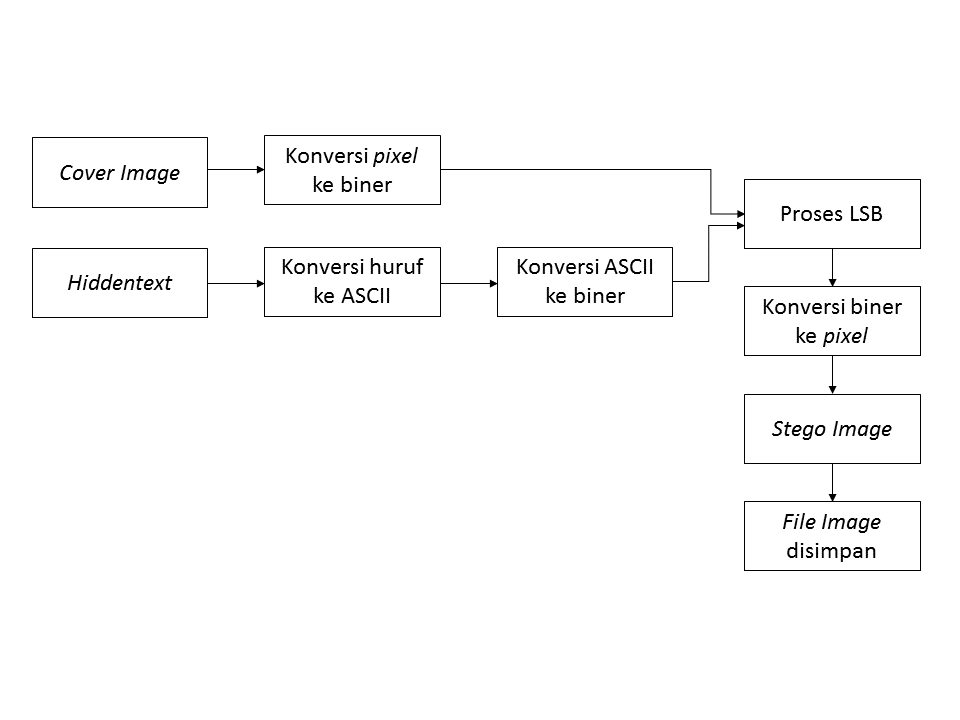 Cover Image
Konversi pixel
ke biner
Proses LSB
Hiddentext
Konversi huruf
ke ASCII
Konversi ASCII
ke biner
Konversi biner
ke pixel
Stego Image
File Image
disimpan